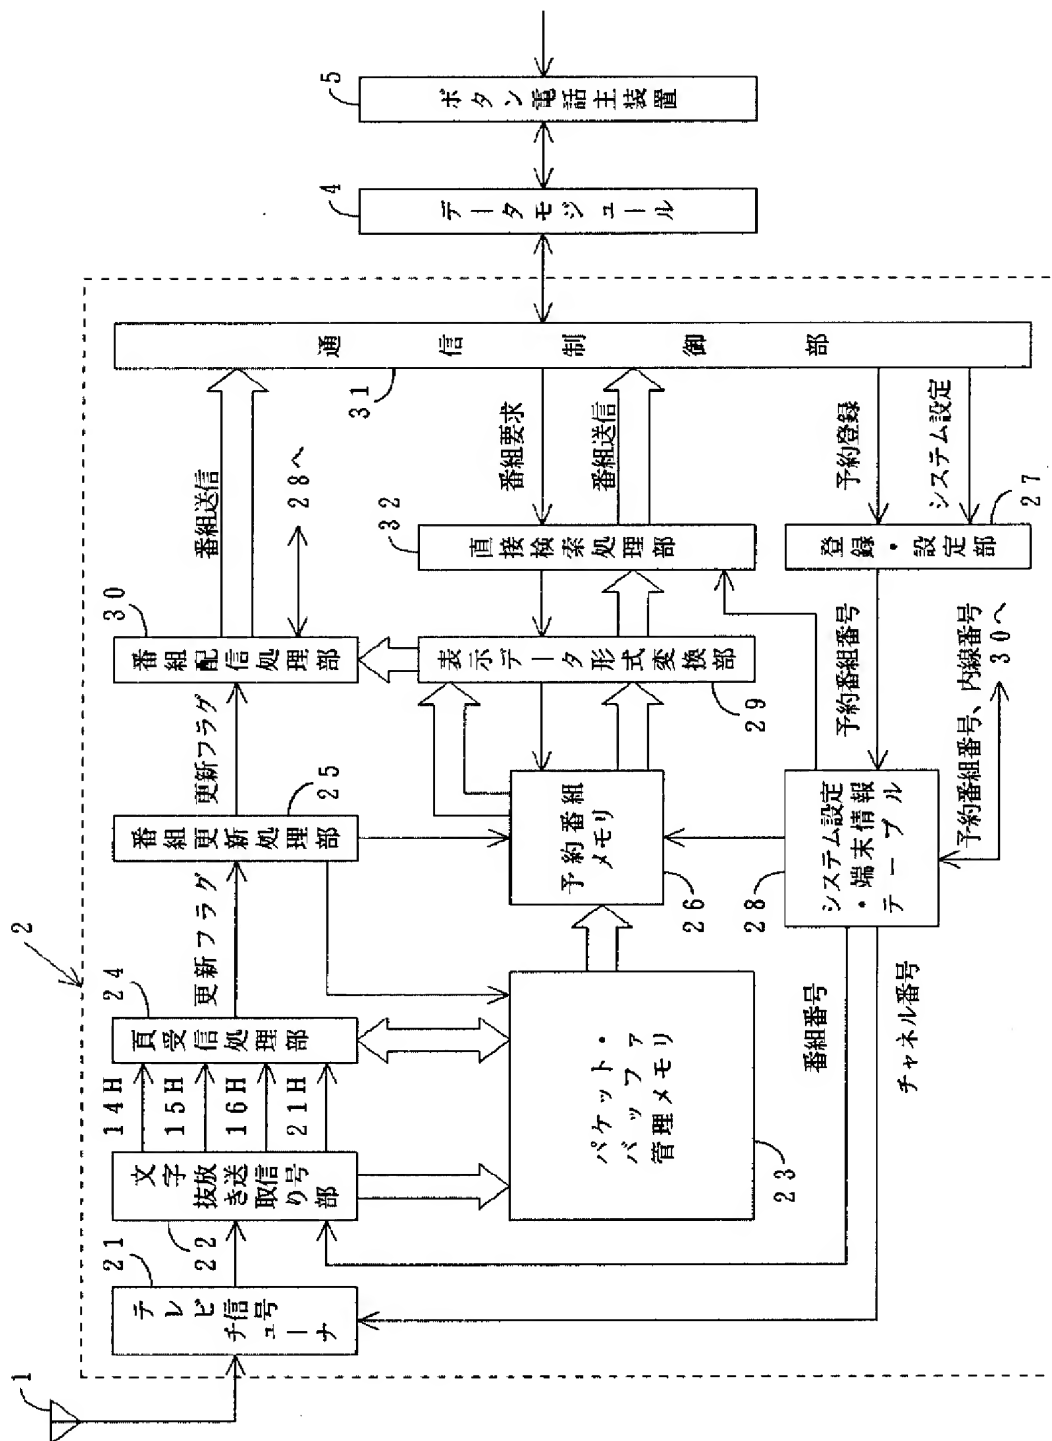 1
2
21
テレビ
信号
チューナ
22
文字
放送信号
抜き取り部
14H
15H
16H
21H
24
頁受信処理部
更新フラグ
25
番組更新処理部
更新フラグ
30
番組配信処理部
番組送信
28へ
31
通信制御部
4
データモジュール
5
ボタン電話主装置
23
パケット・
バッファ
管理メモリ
26
予約番組
メモリ
29
表示データ形式変換部
32
直接検索処理部
番組要求
番組送信
28
システム設定
・端末情報
テーブル
番組番号
チャネル番号
予約番組番号
予約番組番号、内線番号
30へ
27
登録・設定部
予約登録
システム設定